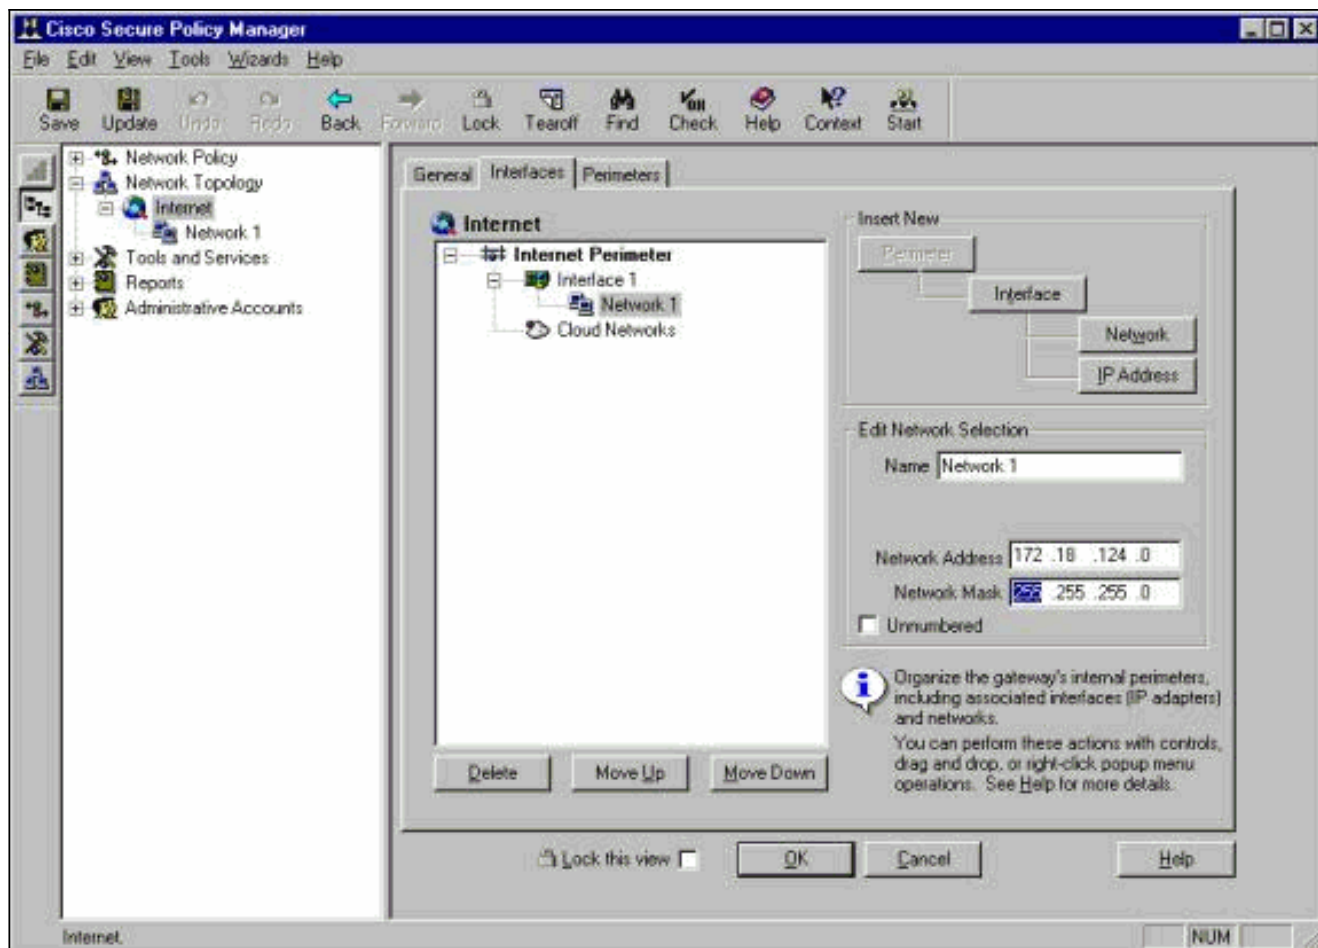 Cisco Secure Policy Manager
File Edit View Tools Wizards Help
Save Update Undo Redo Back Forward Lock Tearoff Find Check Help Context Start
Network Policy
Network Topology
Internet
Network 1
Tools and Services
Reports
Administrative Accounts
General Interfaces Perimeters
Internet
Internet Perimeter
Interface 1
Network 1
Cloud Networks
Delete Move Up Move Down
Insert New
Perimeter
Interface
Network
IP Address
Edit Network Selection
Name Network 1
Network Address 172 .18 .124 .0
Network Mask 255 .255 .255 .0
Unnumbered
Organize the gateway's internal perimeters,
including associated interfaces (IP adapters)
and networks.
You can perform these actions with controls,
drag and drop, or right-click popup menu
operations. See Help for more details.
Lock this view OK Cancel Help
Internet. NUM